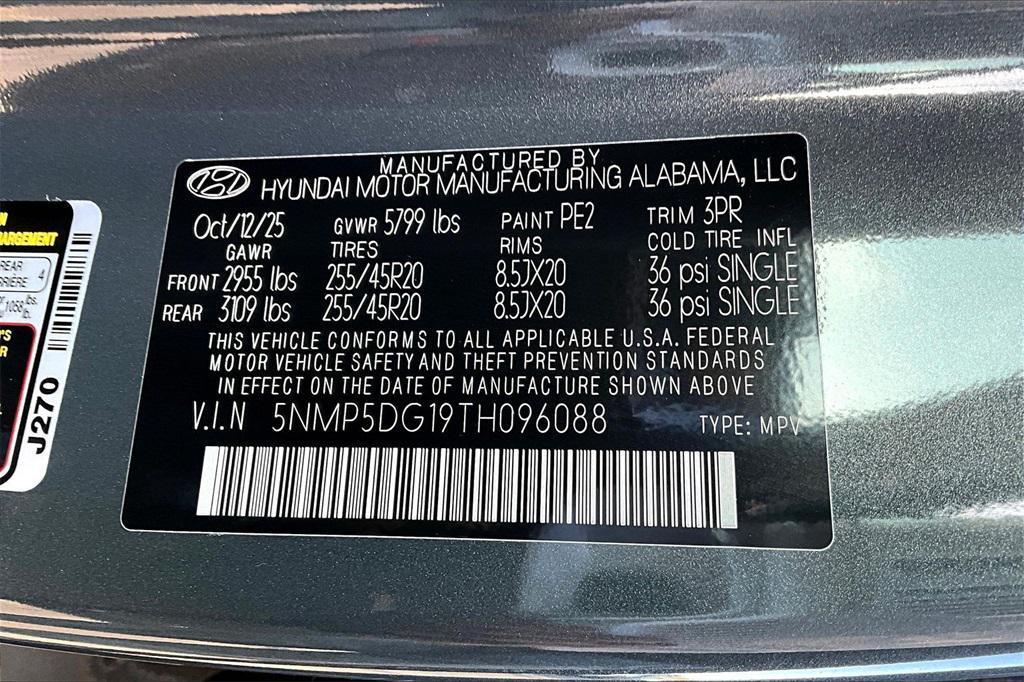 MANUFACTURED BY
HYUNDAI MOTOR MANUFACTURING ALABAMA, LLC
Oct/12/25 GVWR 5799 lbs PAINT PE2 TRIM 3PR
GAWR TIRES RIMS COLD TIRE INFL
FRONT 2955 lbs 255/45R20 8.5JX20 36 psi SINGLE
REAR 3109 lbs 255/45R20 8.5JX20 36 psi SINGLE
THIS VEHICLE CONFORMS TO ALL APPLICABLE U.S.A. FEDERAL
MOTOR VEHICLE SAFETY AND THEFT PREVENTION STANDARDS
IN EFFECT ON THE DATE OF MANUFACTURE SHOWN ABOVE.
V.I.N 5NMP5DG19TH096088 TYPE: MPV
REAR 4
lbs.
J270